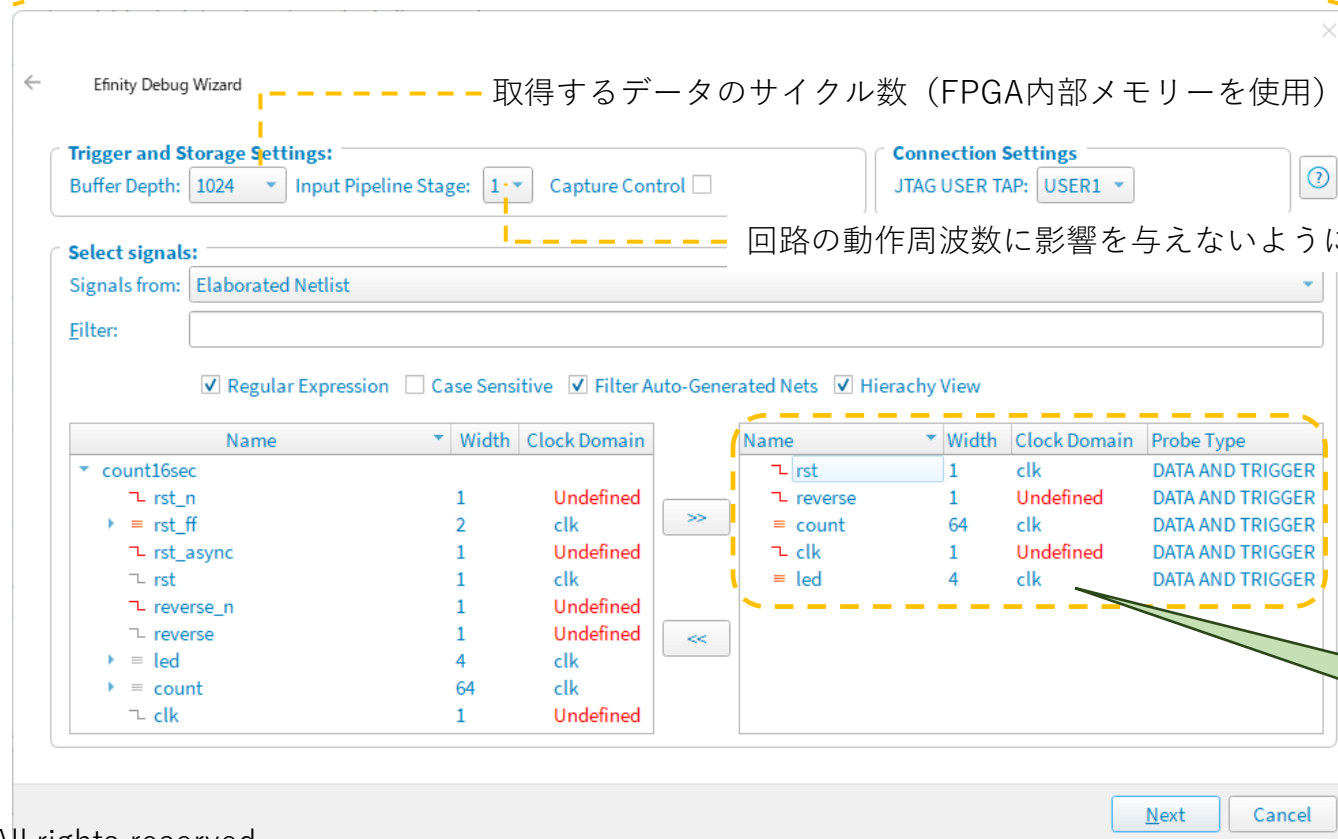 Efinity Debug Wizard
取得するデータのサイクル数（FPGA内部メモリーを使用）
Trigger and Storage Settings:
Buffer Depth: 1024 Input Pipeline Stage: 1 Capture Control
Connection Settings
JTAG USER TAP: USER1
?
回路の動作周波数に影響を与えないように
Select signals:
Signals from: Elaborated Netlist
Filter:
Regular Expression Case Sensitive Filter Auto-Generated Nets Hierachy View
Name Width Clock Domain
count16sec
rst_n 1 Undefined
rst_ff 2 clk
rst_async 1 Undefined
rst 1 clk
reverse_n 1 Undefined
reverse 1 Undefined
led 4 clk
count 64 clk
clk 1 Undefined
>>
<<
Name Width Clock Domain Probe Type
rst 1 clk DATA AND TRIGGER
reverse 1 Undefined DATA AND TRIGGER
count 64 clk DATA AND TRIGGER
clk 1 Undefined DATA AND TRIGGER
led 4 clk DATA AND TRIGGER
Next Cancel
All rights reserved